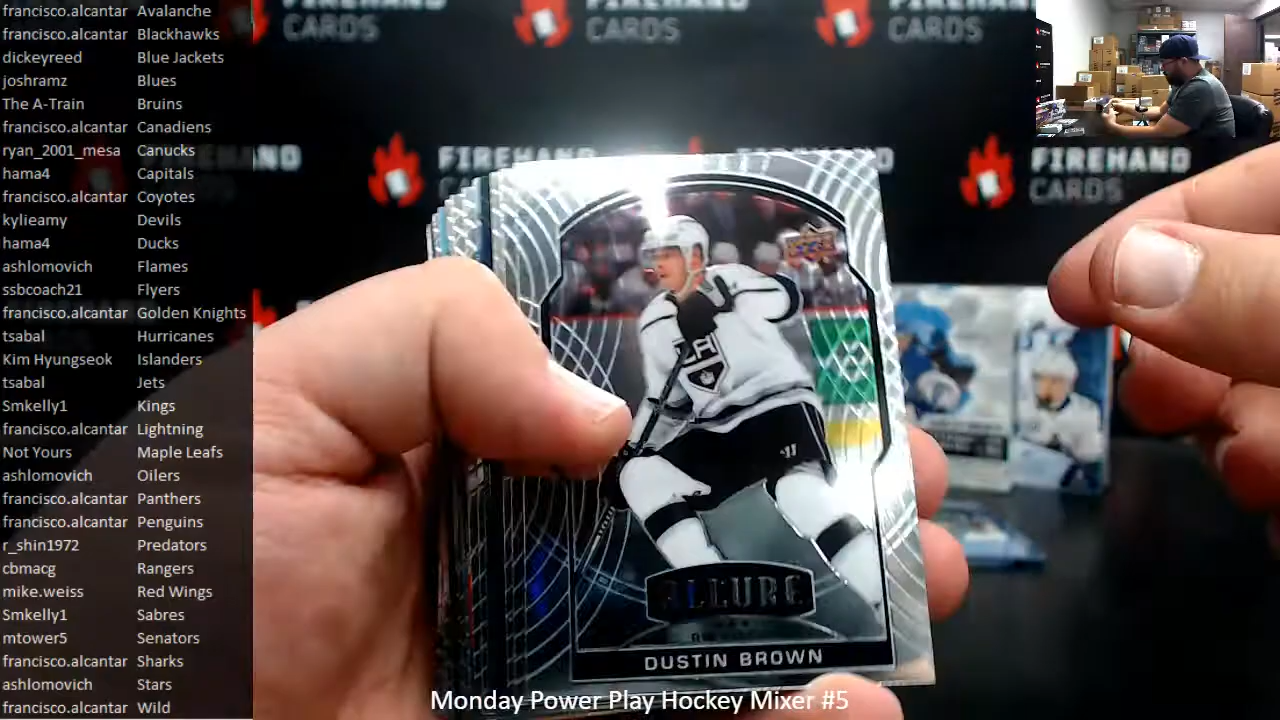 francisco.alcantar Avalanche
francisco.alcantar Blackhawks
dickeyreed Blue Jackets
joshramz Blues
The A-Train Bruins
francisco.alcantar Canadiens
ryan_2001_mesa Canucks
hama4 Capitals
francisco.alcantar Coyotes
kylieamy Devils
hama4 Ducks
ashlomovich Flames
ssbcoach21 Flyers
francisco.alcantar Golden Knights
tsabal Hurricanes
Kim Hyungseok Islanders
tsabal Jets
Smkelly1 Kings
francisco.alcantar Lightning
Not Yours Maple Leafs
ashlomovich Oilers
francisco.alcantar Panthers
francisco.alcantar Penguins
r_shin1972 Predators
cbmacg Rangers
mike.weiss Red Wings
Smkelly1 Sabres
mtower5 Senators
francisco.alcantar Sharks
ashlomovich Stars
francisco.alcantar Wild
FIREHAND CARDS
FIREHAND CARDS
FIREHAND CARDS
FIREHAND
CARDS
FIREHAND
CARDS
LA
ALLURE
DUSTIN BROWN
Monday Power Play Hockey Mixer #5